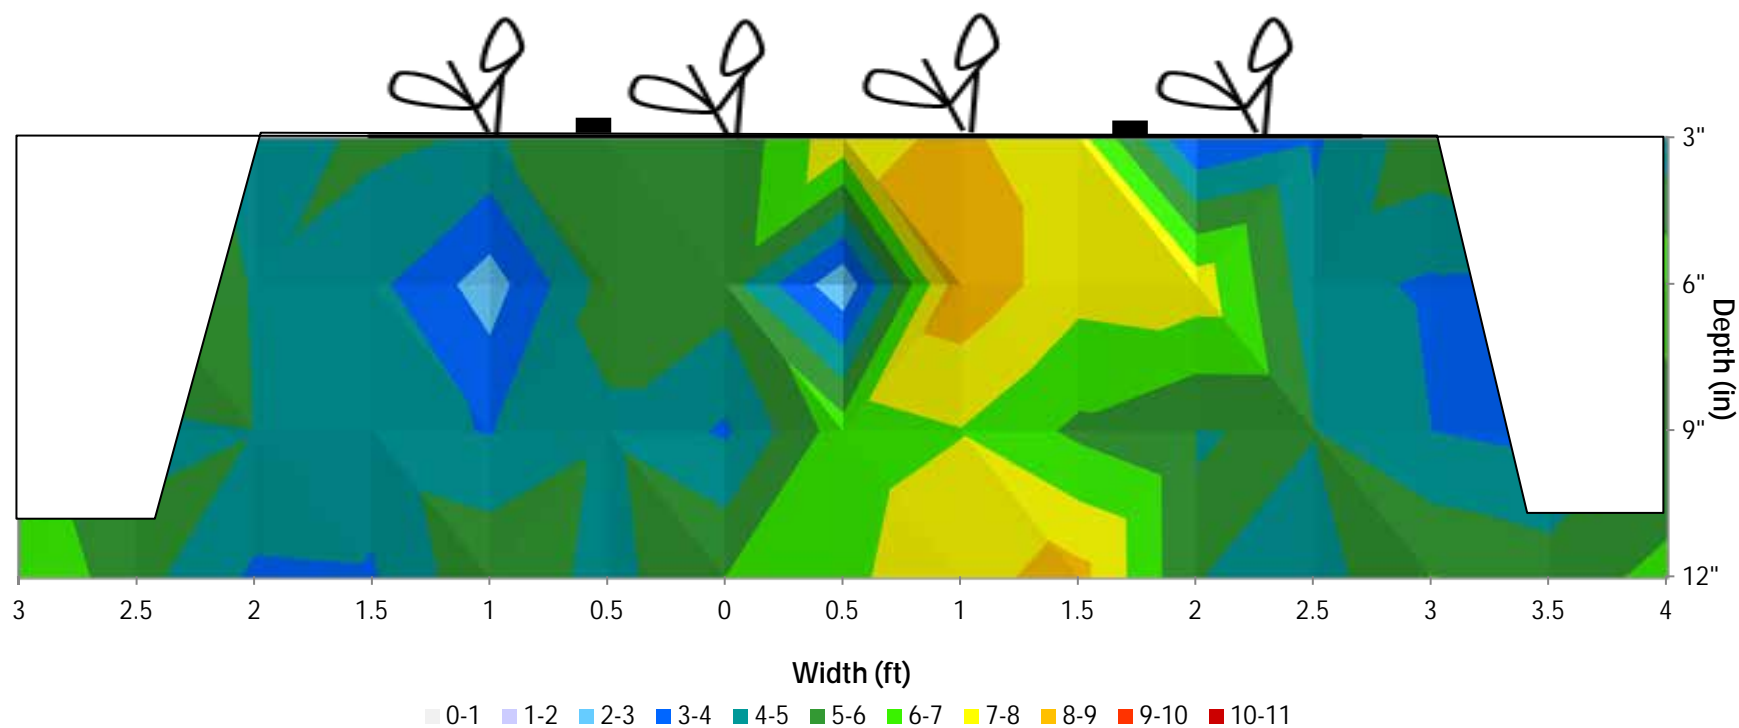 3"
6"
9"
12"
Depth (in)
3 2.5 2 1.5 1 0.5 0 0.5 1 1.5 2 2.5 3 3.5 4
Width (ft)
0-1 1-2 2-3 3-4 4-5 5-6 6-7 7-8 8-9 9-10 10-11